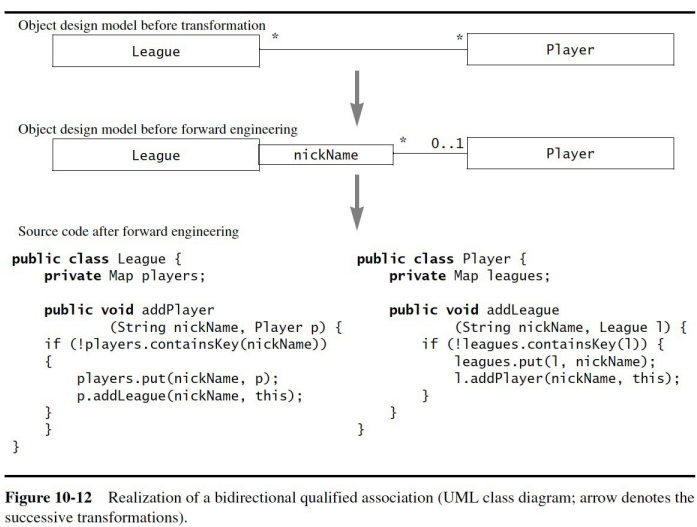 Object design model before transformation
* *
League Player
Object design model before forward engineering
* 0..1
League nickName Player
Source code after forward engineering
public class League {
    private Map players;
    public void addPlayer
            (String nickName, Player p) {
    if (!players.containsKey(nickName))
    {
        players.put(nickName, p);
        p.addLeague(nickName, this);
    }
    }
}
public class Player {
    private Map leagues;
    public void addLeague
            (String nickName, League l) {
        if (!leagues.containsKey(l)) {
            leagues.put(l, nickName);
            l.addPlayer(nickName, this);
        }
    }
}
Figure 10-12 Realization of a bidirectional qualified association (UML class diagram; arrow denotes the
successive transformations).